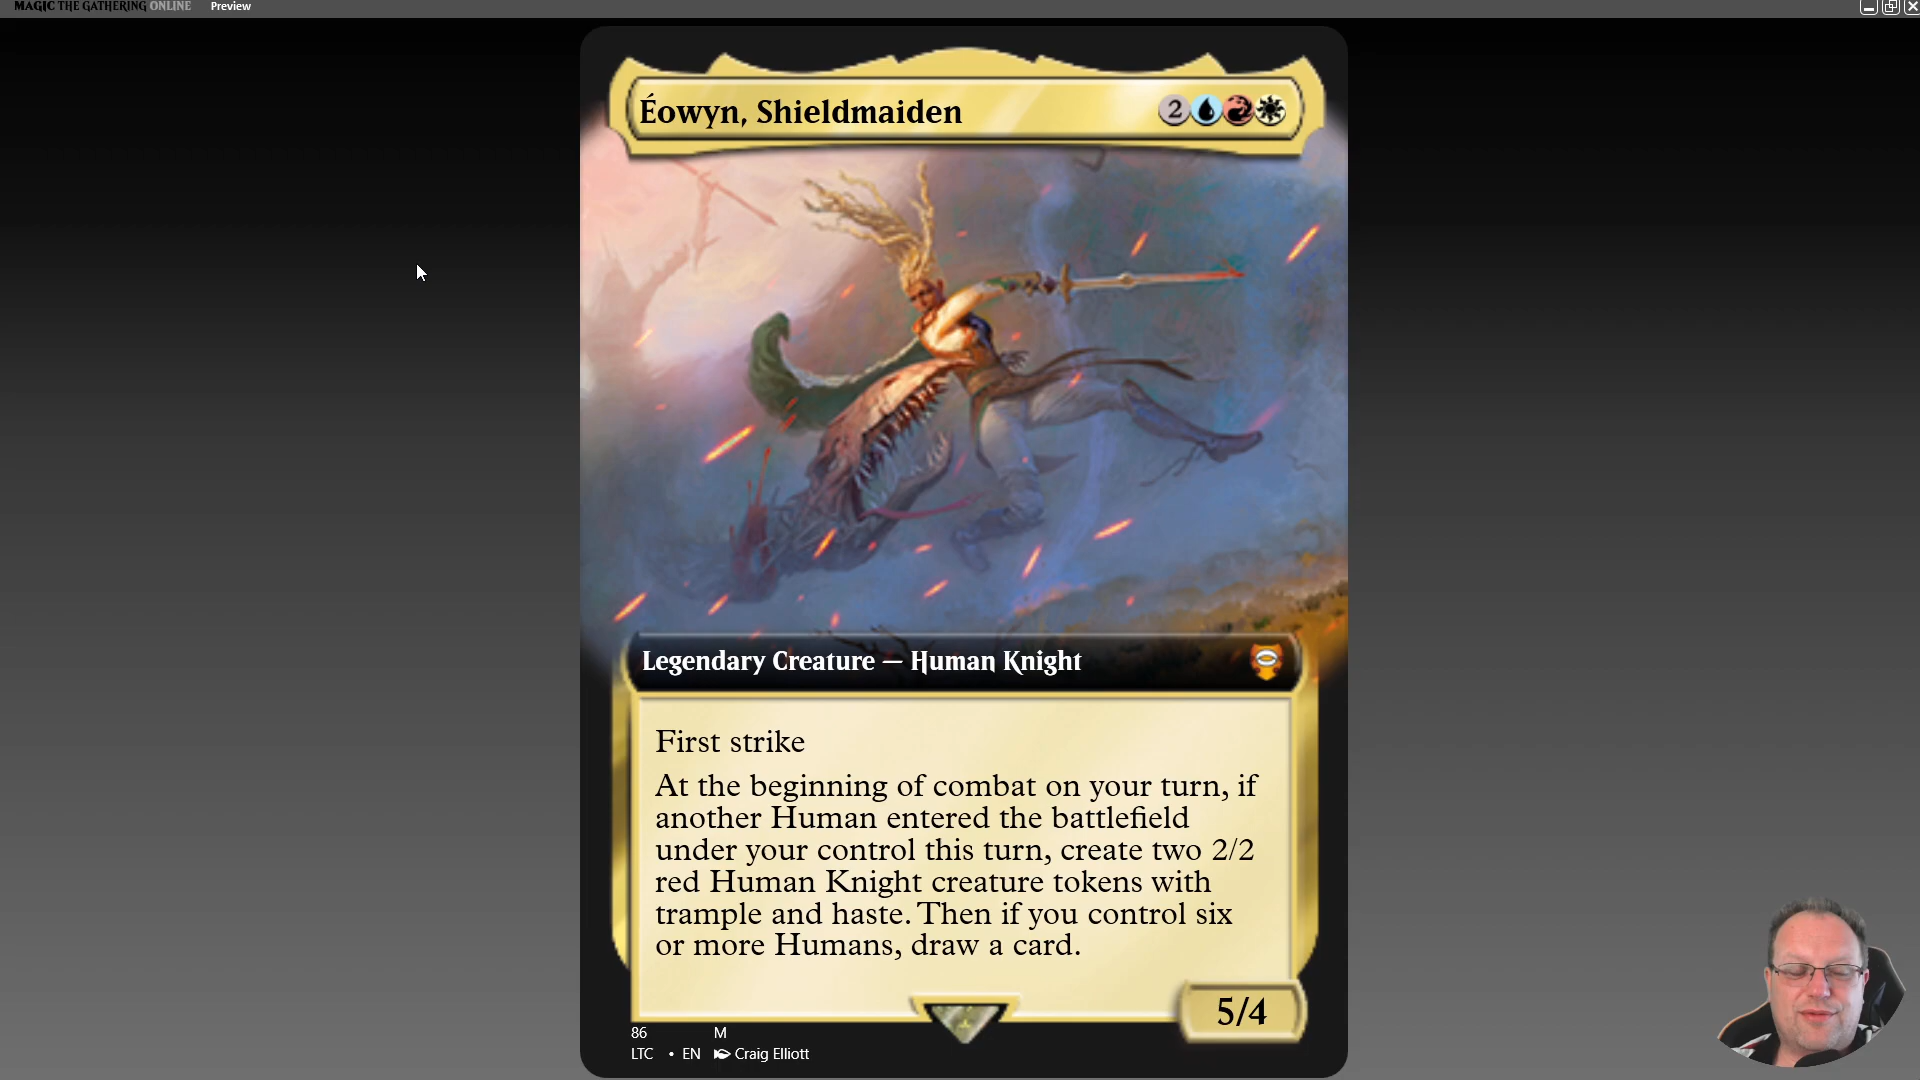 MAGIC THE GATHERING ONLINE Preview
Éowyn, Shieldmaiden 2
Legendary Creature — Human Knight
First strike
At the beginning of combat on your turn, if
another Human entered the battlefield
under your control this turn, create two 2/2
red Human Knight creature tokens with
trample and haste. Then if you control six
or more Humans, draw a card.
5/4
86 M
LTC • EN Craig Elliott